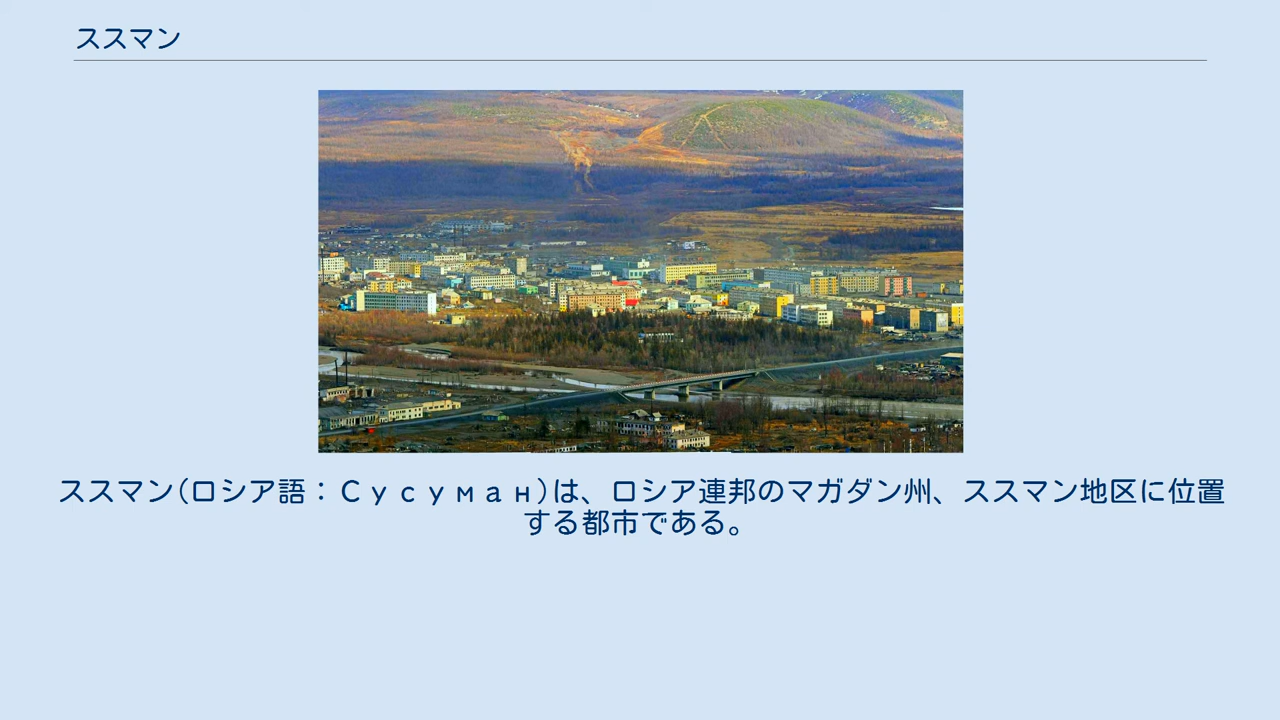 ススマン
ススマン(ロシア語：Сусуман)は、ロシア連邦のマガダン州、ススマン地区に位置
する都市である。